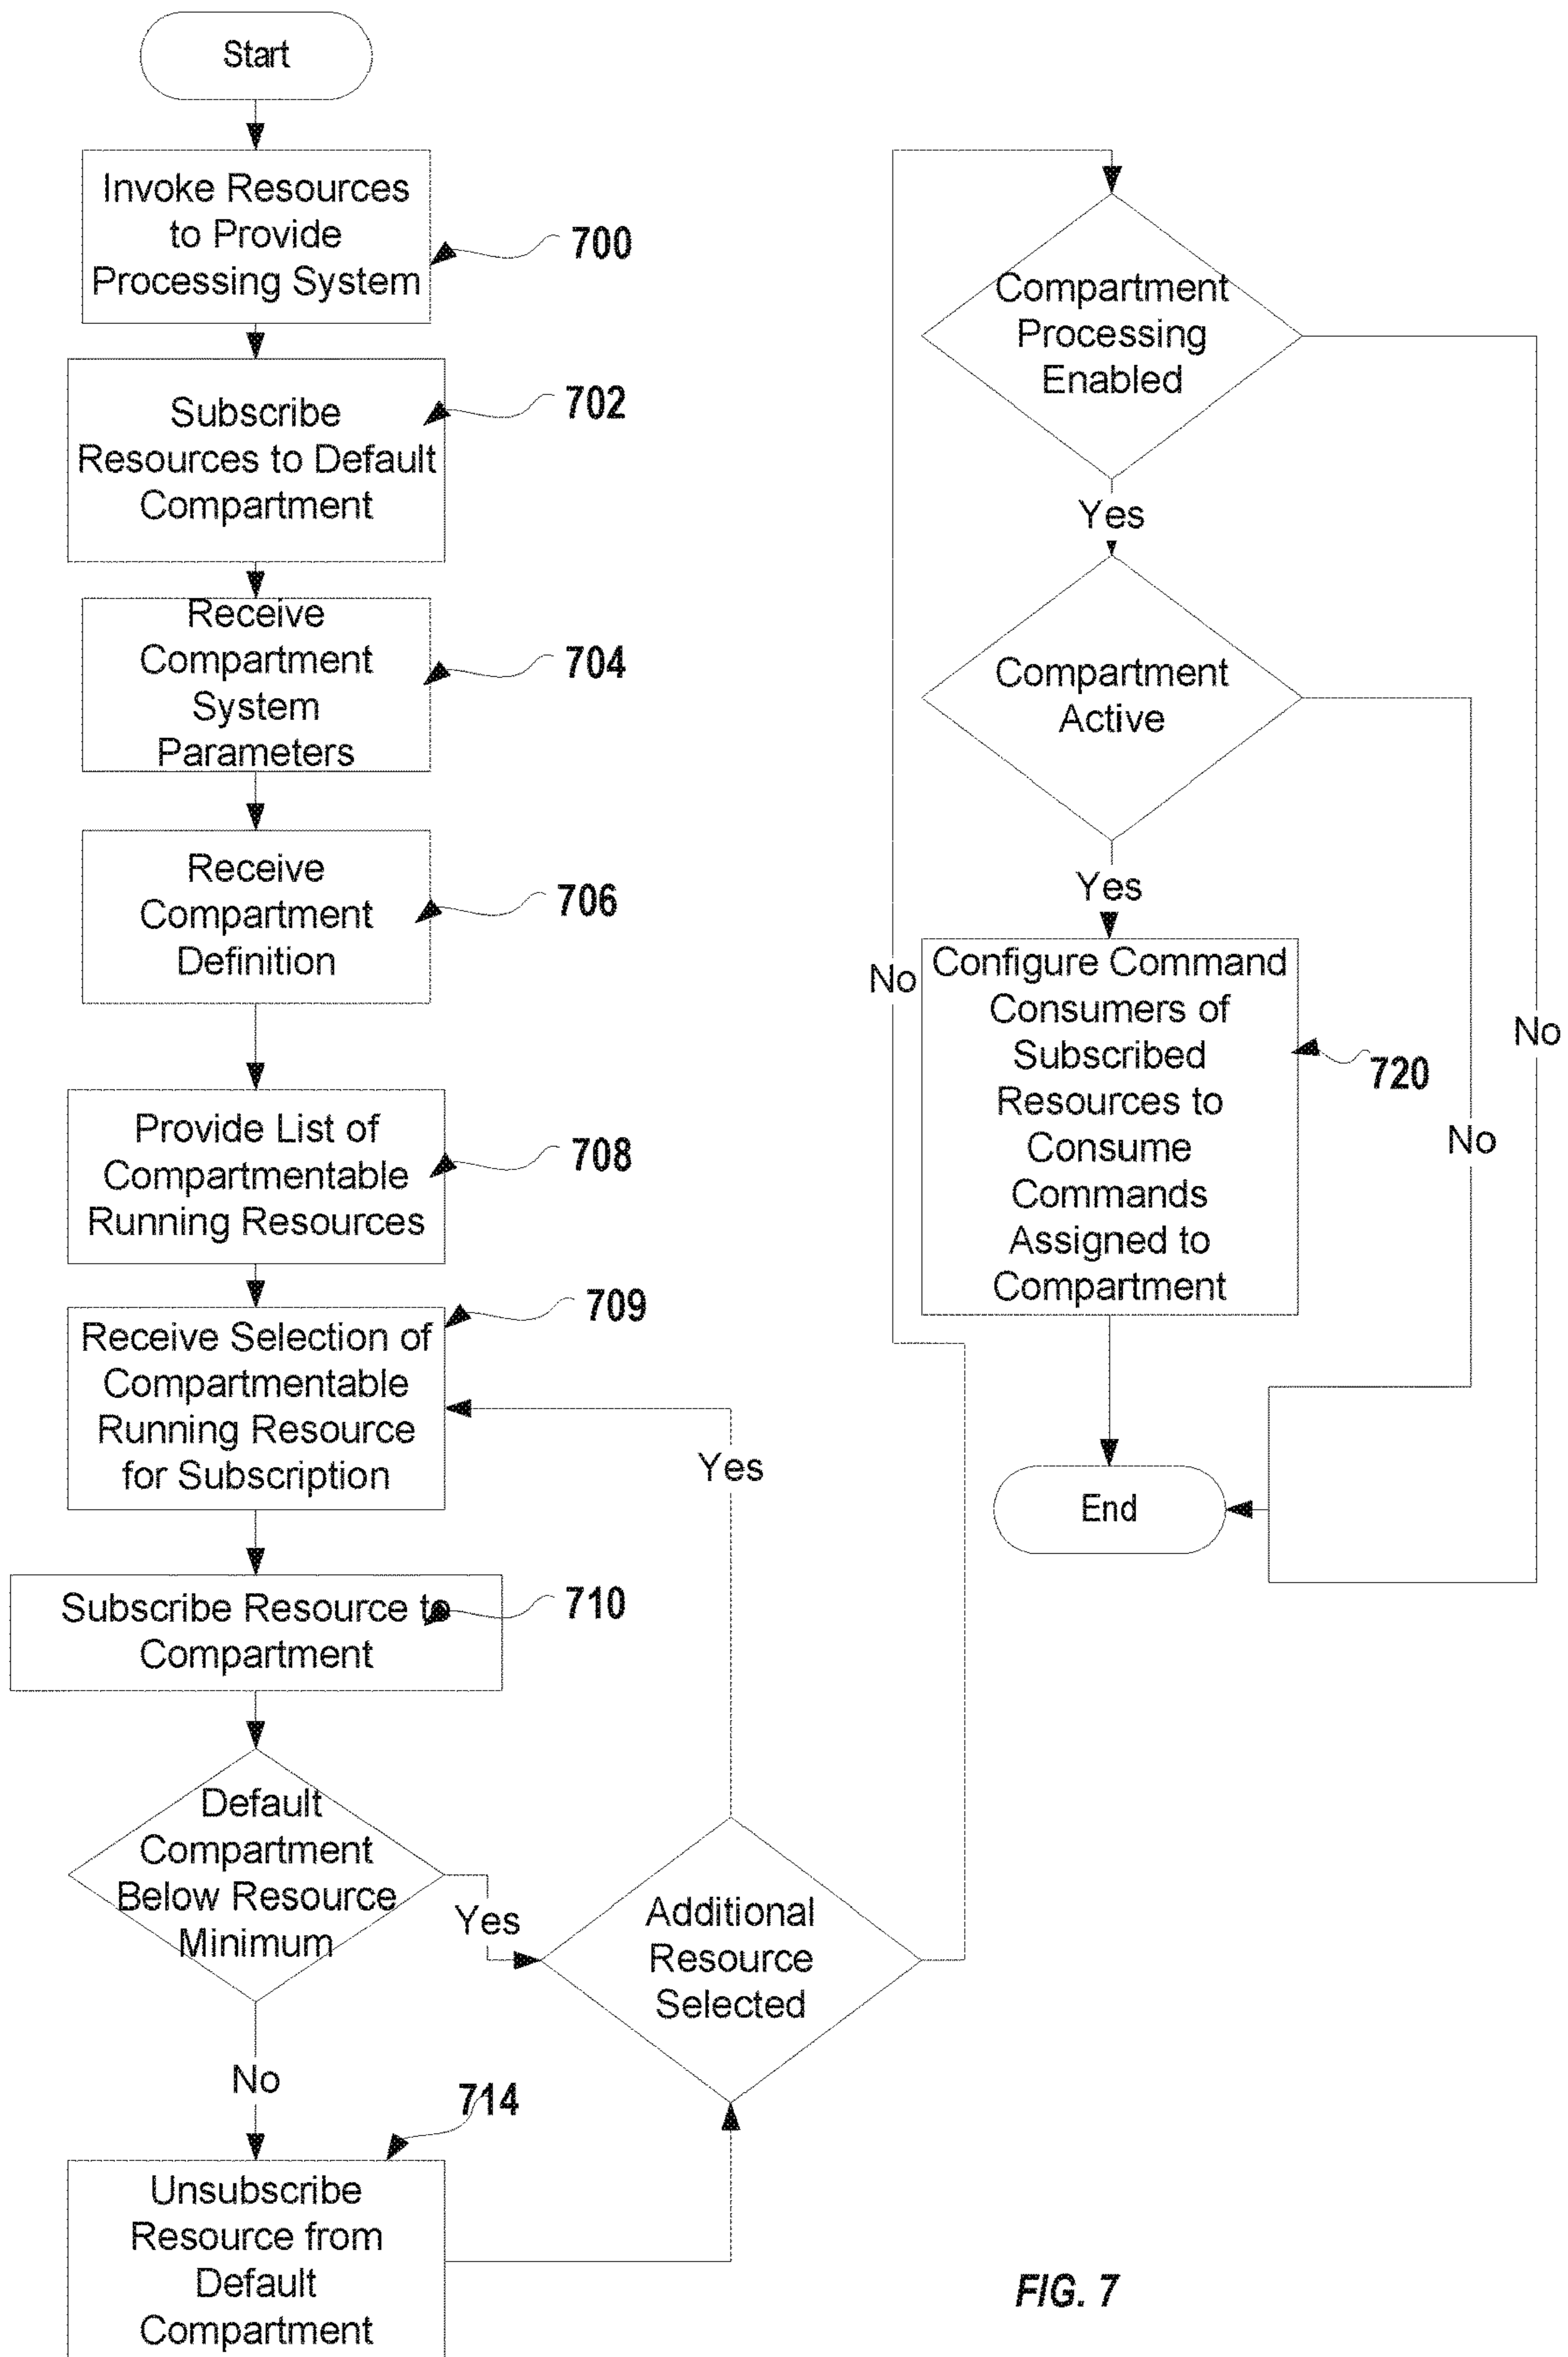 Start
Invoke Resources
to Provide
Processing System
700
Subscribe
Resources to Default
Compartment
702
Receive
Compartment
System
Parameters
704
Receive
Compartment
Definition
706
Provide List of
Compartmentable
Running Resources
708
Receive Selection of
Compartmentable
Running Resource
for Subscription
709
Subscribe Resource to
Compartment
710
Default
Compartment
Below Resource
Minimum
Yes
No
714
Unsubscribe
Resource from
Default
Compartment
Additional
Resource
Selected
Yes
No
Compartment
Processing
Enabled
Yes
No
Compartment
Active
Yes
No
Configure Command
Consumers of
Subscribed
Resources to
Consume
Commands
Assigned to
Compartment
720
End
FIG. 7